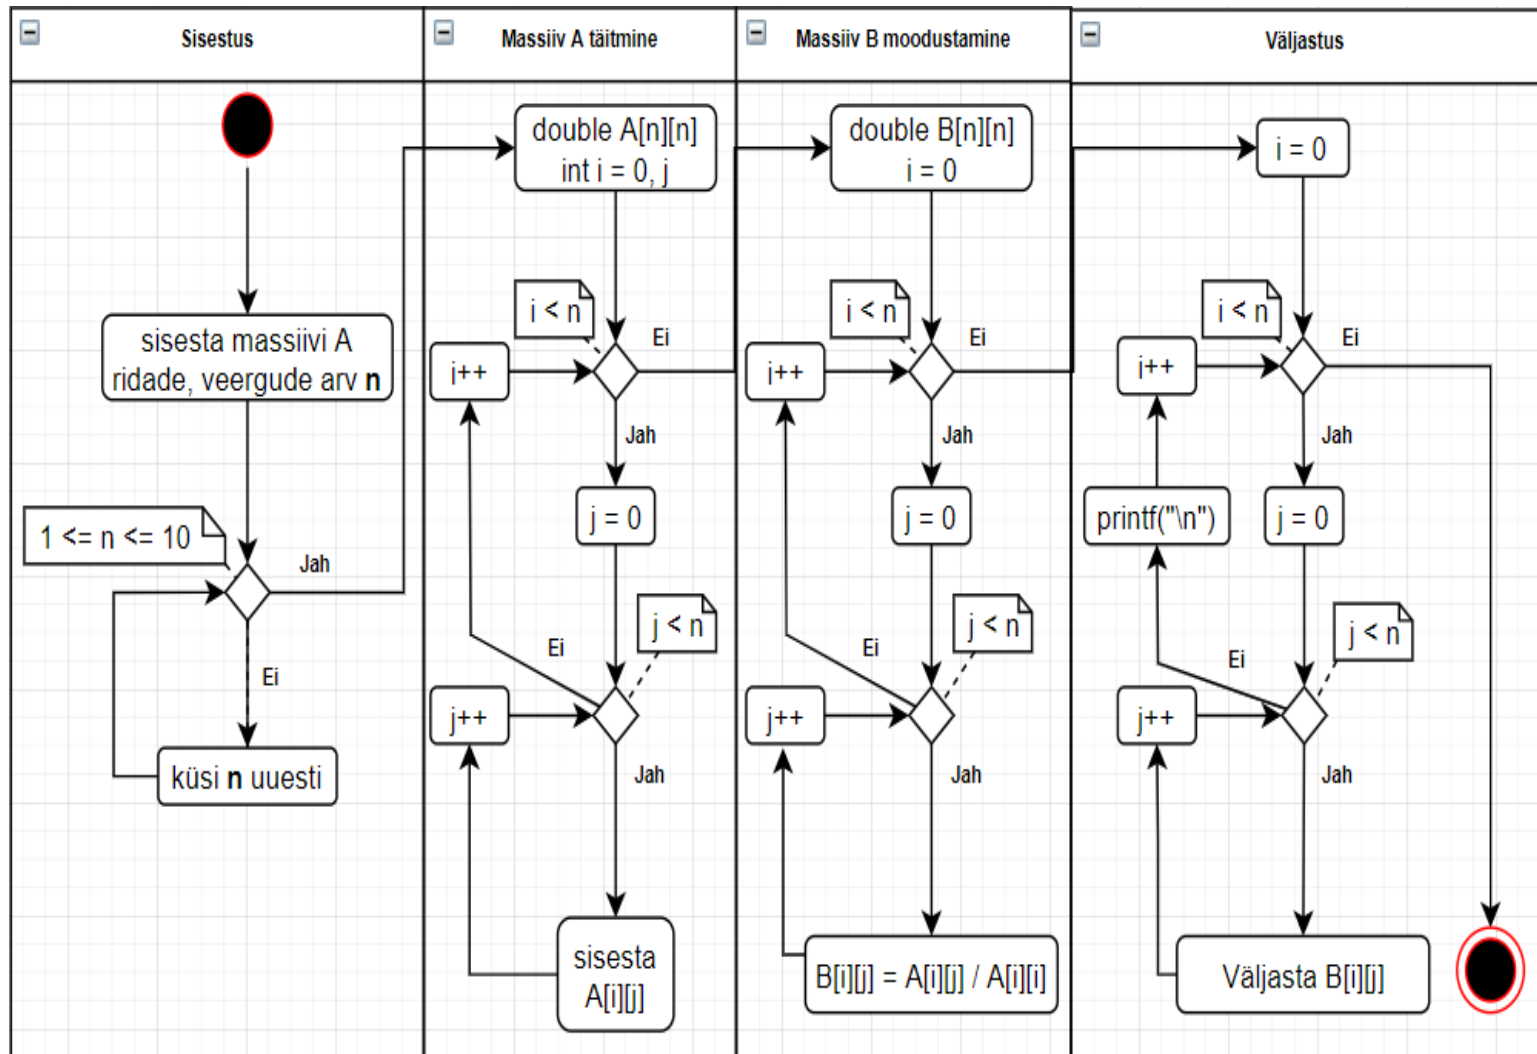 Sisestus
sisesta massiivi A
ridade, veergude arv n
1 <= n <= 10
Jah
Ei
küsi n uuesti
Massiiv A täitmine
double A[n][n]
int i = 0, j
i < n
Ei
i++
Jah
j = 0
j < n
Ei
j++
Jah
sisesta
A[i][j]
Massiiv B moodustamine
double B[n][n]
i = 0
i < n
Ei
i++
Jah
j = 0
j < n
Ei
j++
Jah
B[i][j] = A[i][j] / A[i][i]
Väljastus
i = 0
i < n
Ei
i++
Jah
printf("\n")
j = 0
j < n
Ei
j++
Jah
Väljasta B[i][j]